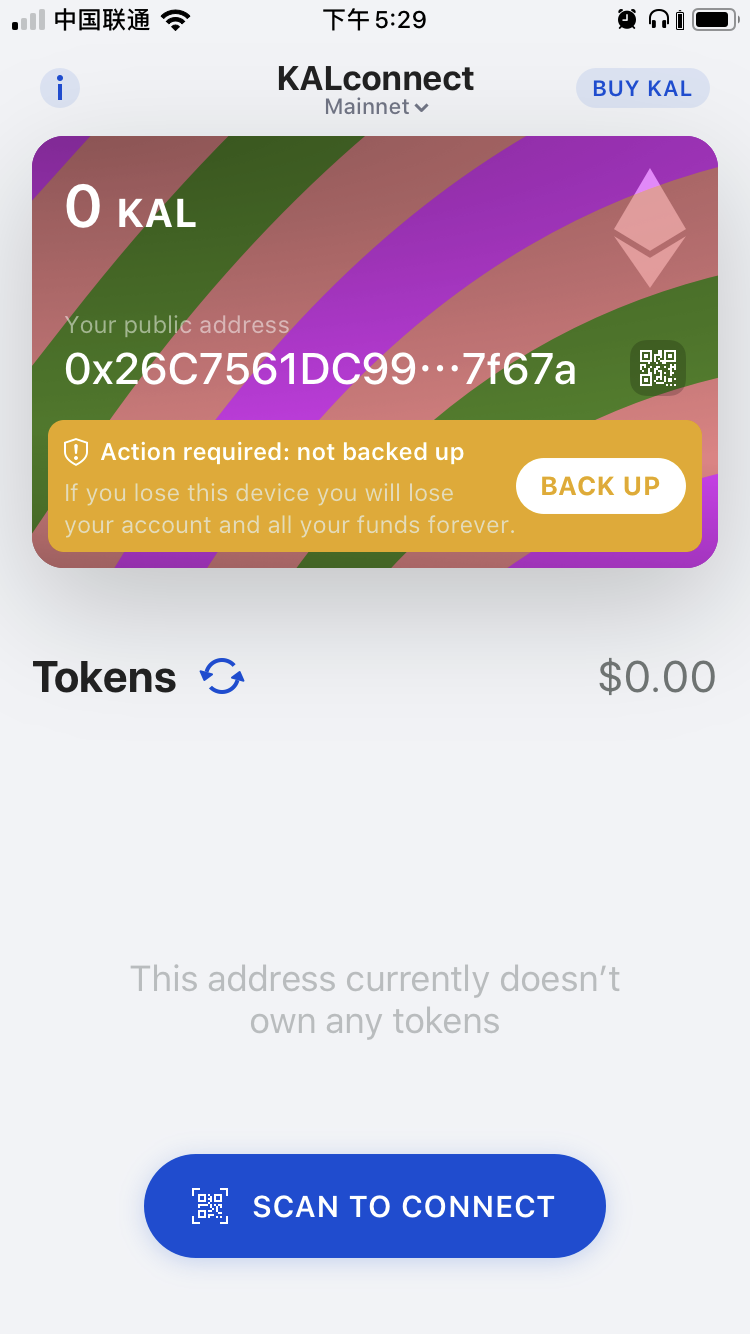 中国联通
下午5:29
KALconnect
Mainnet
BUY KAL
0 KAL
Your public address
0x26C7561DC99···7f67a
Action required: not backed up
If you lose this device you will lose
your account and all your funds forever.
BACK UP
Tokens
$0.00
This address currently doesn’t
own any tokens
SCAN TO CONNECT